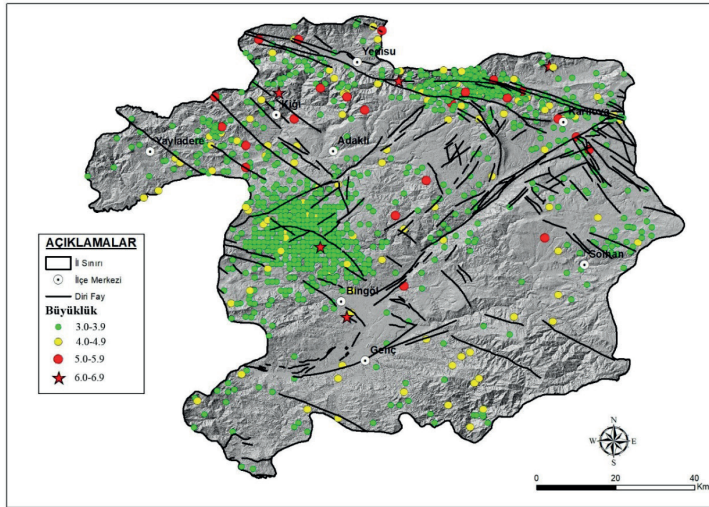 Yedisu
Kiğı
Karlıova
Yayladere
Adaklı
Solhan
Bingöl
Genç
AÇIKLAMALAR
İl Sınırı
İlçe Merkezi
Diri Fay
Büyüklük
3.0-3.9
4.0-4.9
5.0-5.9
6.0-6.9
N
W E
S
0 20 40
Km